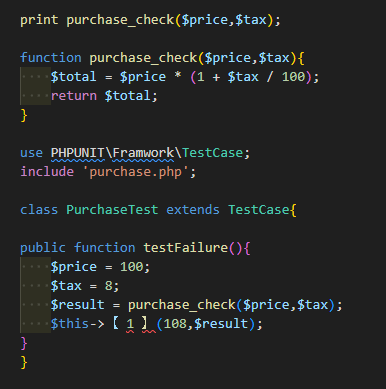 print purchase_check($price,$tax);
function purchase_check($price,$tax){
$total = $price * (1 + $tax / 100);
return $total;
}
use PHPUNIT\Framwork\TestCase;
include 'purchase.php';
class PurchaseTest extends TestCase{
public function testFailure(){
$price = 100;
$tax = 8;
$result = purchase_check($price,$tax);
$this->【 1 】(108,$result);
}
}